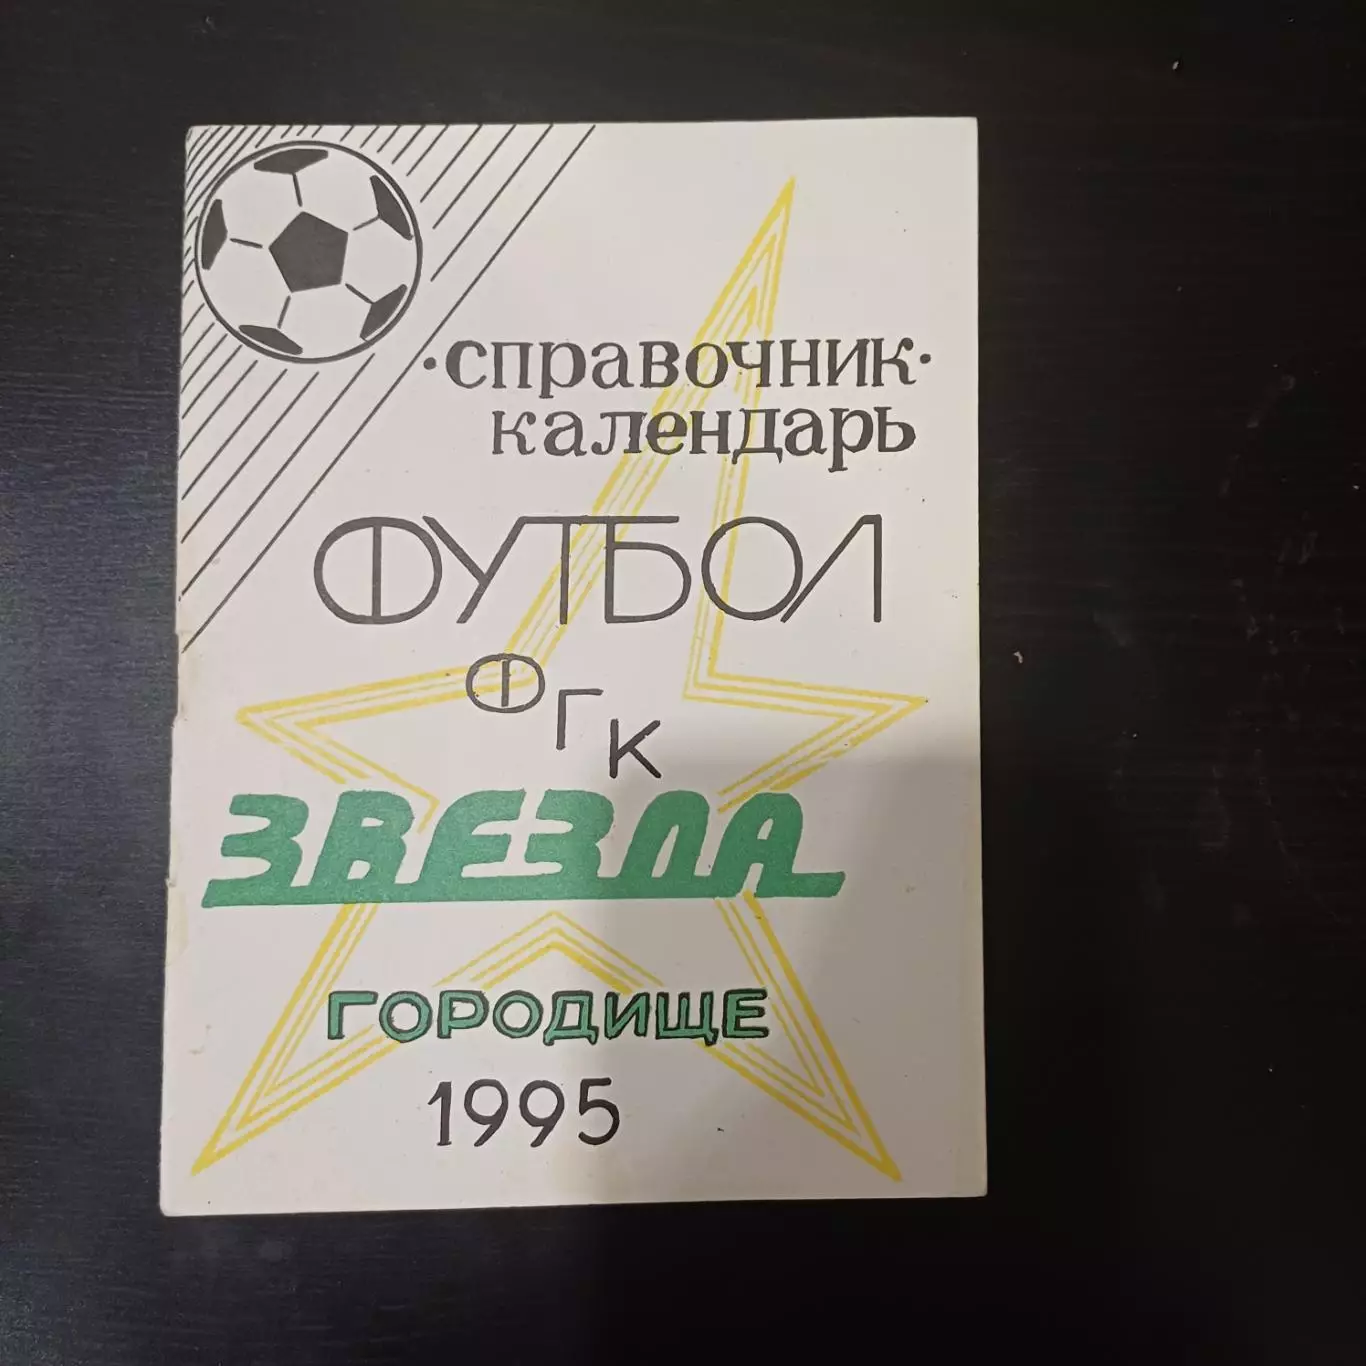 ·справочник·
календарь
ФУТБОЛ
ФГК
ЗВЕЗДА
ГОРОДИЩЕ
1995